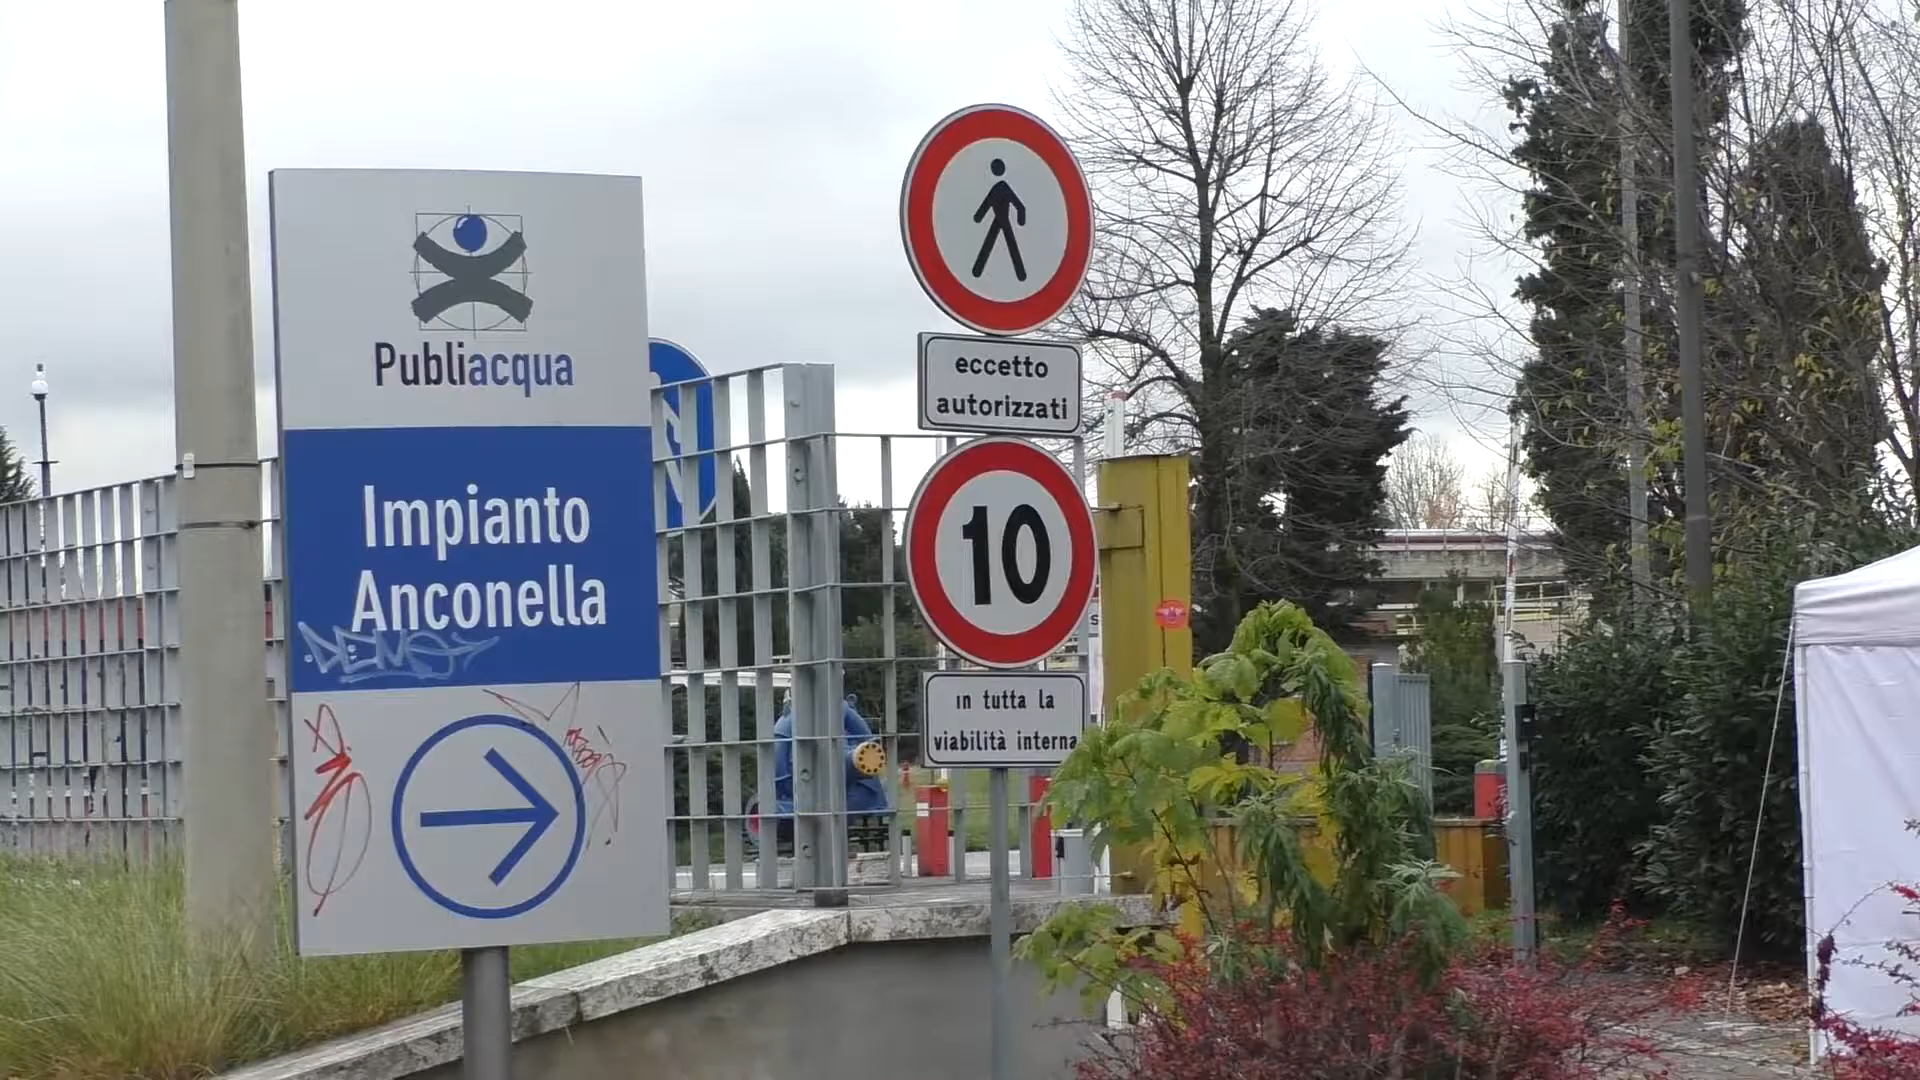 Publiacqua
Impianto
Anconella
eccetto
autorizzati
10
in tutta la
viabilità interna